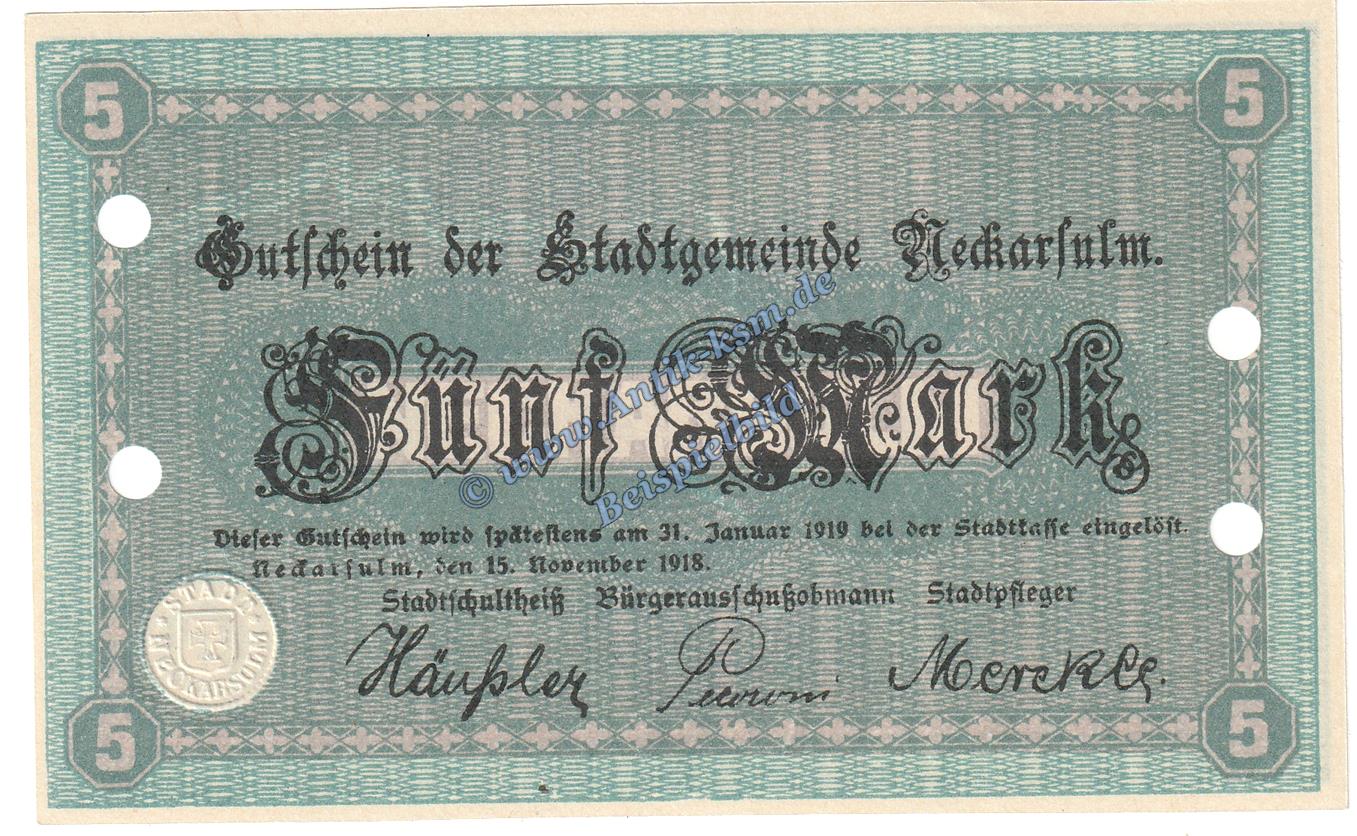 5 5
Gutschein der Stadtgemeinde Neckarsulm.
Fünf Mark
© www.Antik-ksm.de
Beispielbild
Dieser Gutschein wird spätestens am 31. Januar 1919 bei der Stadtkasse eingelöst.
Neckarsulm, den 15. November 1918.
Stadtschultheiß Bürgerausschußobmann Stadtpfleger
STADT
NECKARSULM
Häußler Merckle.
5 5